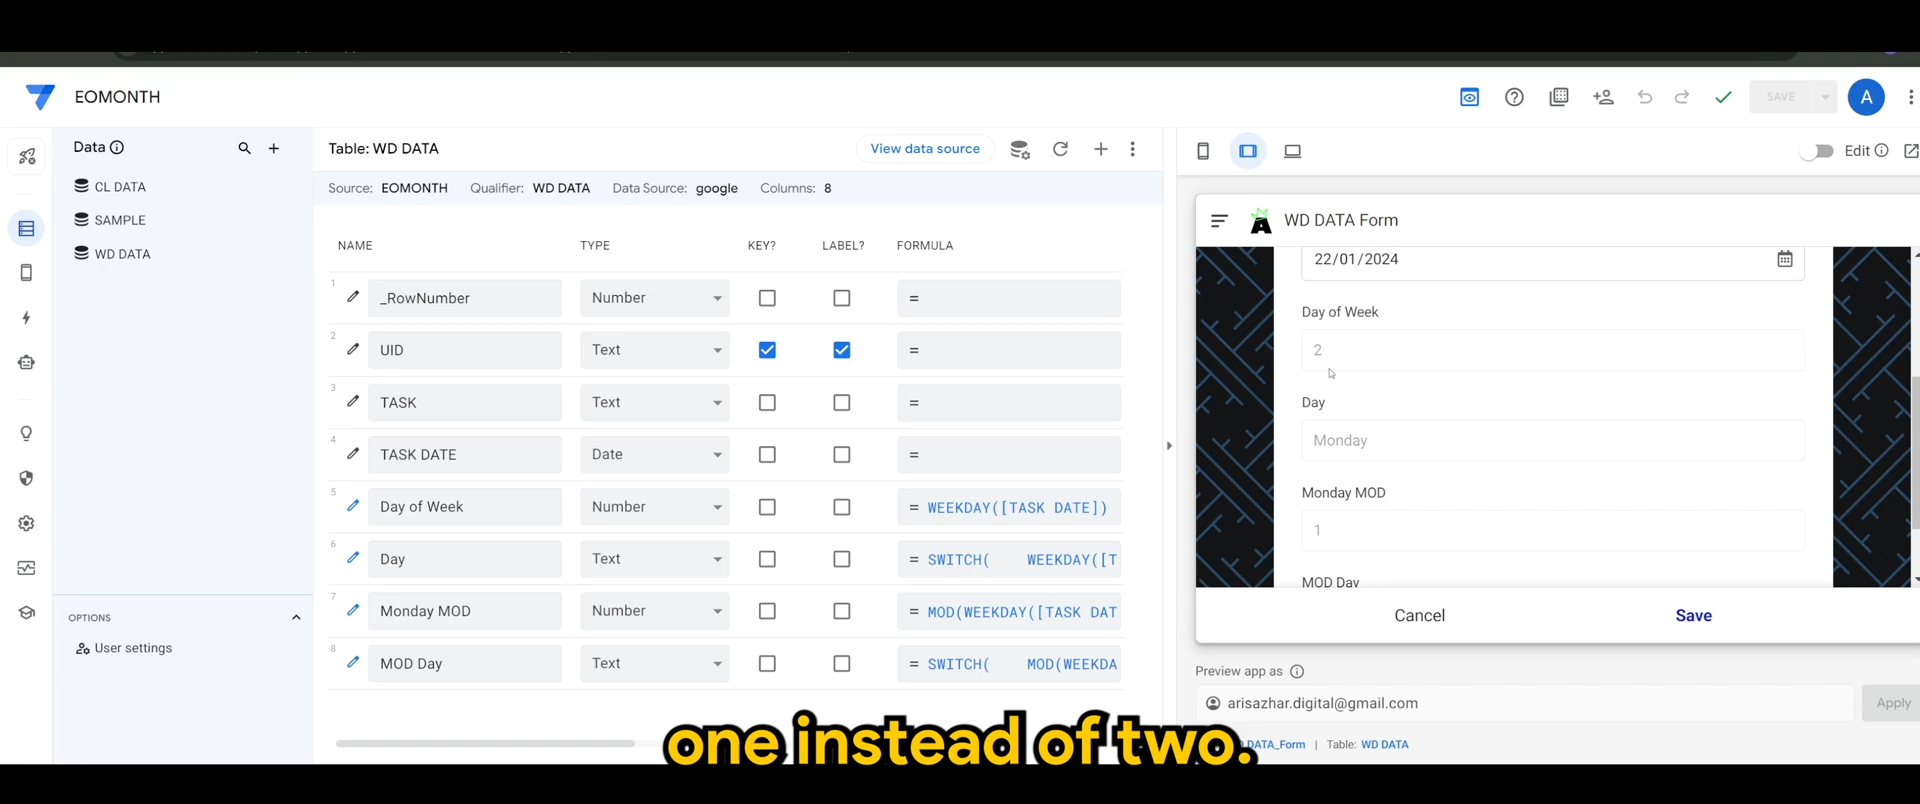 EOMONTH
SAVE
A
Data
CL DATA
SAMPLE
WD DATA
OPTIONS
User settings
Table: WD DATA
View data source
Source: EOMONTH Qualifier: WD DATA Data Source: google Columns: 8
NAME TYPE KEY? LABEL? FORMULA
1 _RowNumber Number =
2 UID Text =
3 TASK Text =
4 TASK DATE Date =
5 Day of Week Number = WEEKDAY([TASK DATE])
6 Day Text = SWITCH( WEEKDAY([T
7 Monday MOD Number = MOD(WEEKDAY([TASK DAT
8 MOD Day Text = SWITCH( MOD(WEEKDA
Edit
A WD DATA Form
22/01/2024
Day of Week
2
Day
Monday
Monday MOD
1
MOD Day
Cancel Save
Preview app as
arisazhar.digital@gmail.com
Apply
DATA_Form | Table: WD DATA
one instead of two.